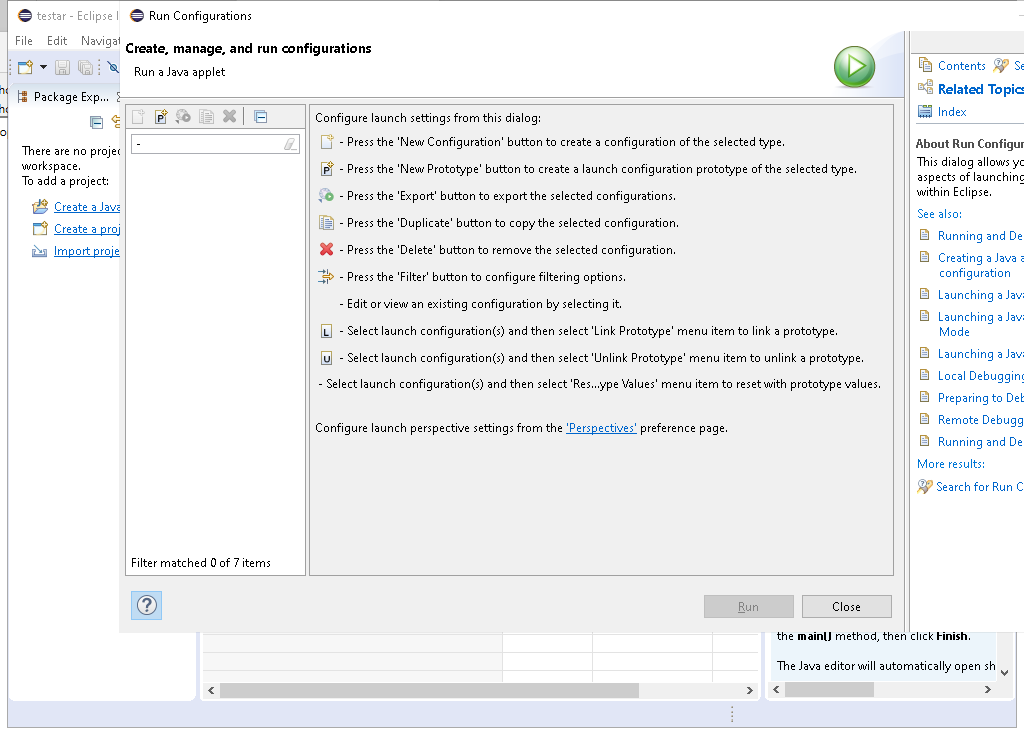 testar - Eclipse I
Run Configurations
File Edit Navigat
Create, manage, and run configurations
Run a Java applet
Package Exp...
There are no projec
workspace.
To add a project:
Create a Java
Create a proj
Import proje
-
Filter matched 0 of 7 items
Configure launch settings from this dialog:
- Press the 'New Configuration' button to create a configuration of the selected type.
P - Press the 'New Prototype' button to create a launch configuration prototype of the selected type.
- Press the 'Export' button to export the selected configurations.
- Press the 'Duplicate' button to copy the selected configuration.
- Press the 'Delete' button to remove the selected configuration.
- Press the 'Filter' button to configure filtering options.
- Edit or view an existing configuration by selecting it.
L - Select launch configuration(s) and then select 'Link Prototype' menu item to link a prototype.
U - Select launch configuration(s) and then select 'Unlink Prototype' menu item to unlink a prototype.
- Select launch configuration(s) and then select 'Res...ype Values' menu item to reset with prototype values.
Configure launch perspective settings from the 'Perspectives' preference page.
? Run Close
Contents Se
Related Topics
Index
About Run Configur
This dialog allows yo
aspects of launching
within Eclipse.
See also:
Running and De
Creating a Java a
configuration
Launching a Java
Launching a Java
Mode
Launching a Java
Local Debugging
Preparing to Deb
Remote Debugg
Running and De
More results:
Search for Run C
the main() method, then click Finish.
The Java editor will automatically open sh